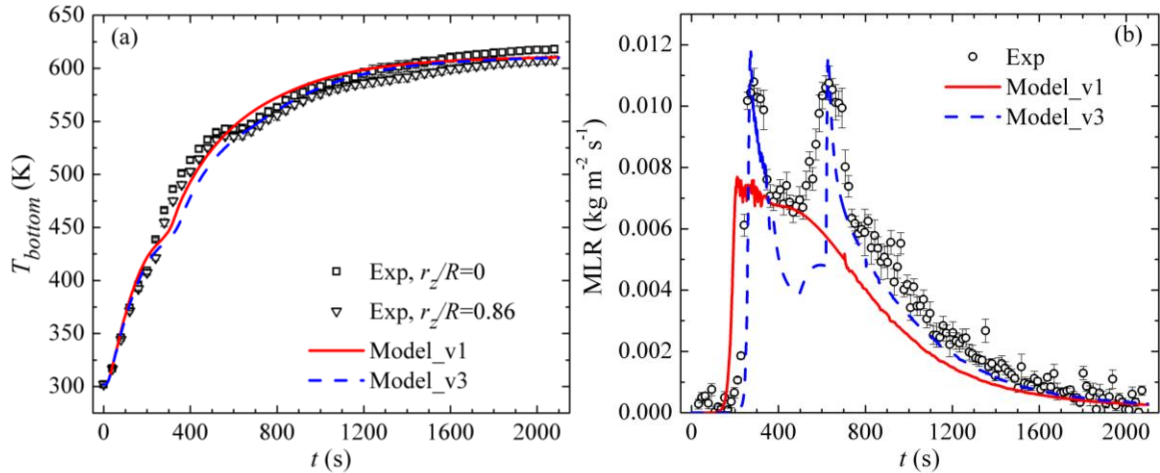 (a)
650
600
550
500
450
400
350
300
T_bottom (K)
Exp, r_z/R=0
Exp, r_z/R=0.86
Model_v1
Model_v3
0 400 800 1200 1600 2000
t (s)
(b)
0.012
0.010
0.008
0.006
0.004
0.002
0.000
MLR (kg m⁻² s⁻¹)
Exp
Model_v1
Model_v3
0 400 800 1200 1600 2000
t (s)